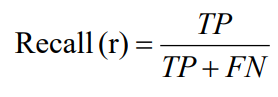 Recall (r) = TP / TP + FN